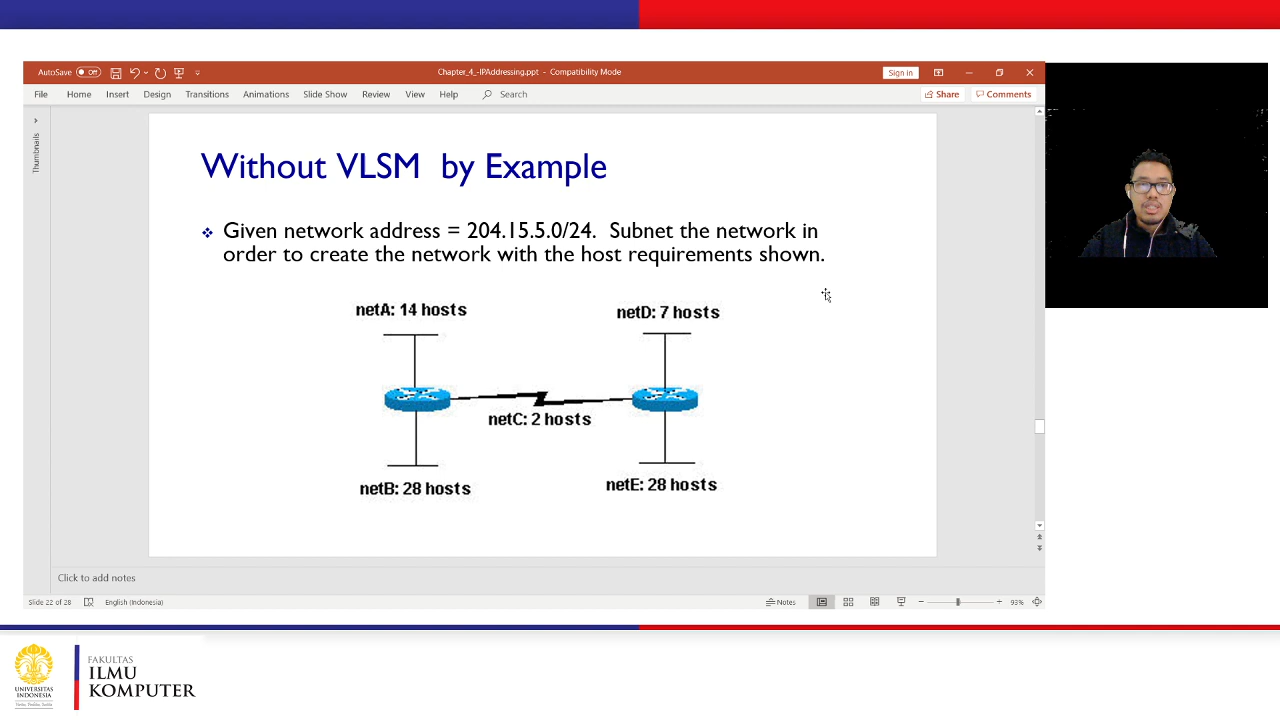 AutoSave Off
Chapter_4_-IPAddressing.ppt - Compatibility Mode
Sign in
File Home Insert Design Transitions Animations Slide Show Review View Help Search
Share Comments
Thumbnails
Without VLSM by Example
Given network address = 204.15.5.0/24. Subnet the network in
order to create the network with the host requirements shown.
netA: 14 hosts
netD: 7 hosts
netC: 2 hosts
netB: 28 hosts
netE: 28 hosts
Click to add notes
Slide 22 of 28 English (Indonesia)
Notes
93%
UNIVERSITAS
INDONESIA
FAKULTAS
ILMU
KOMPUTER